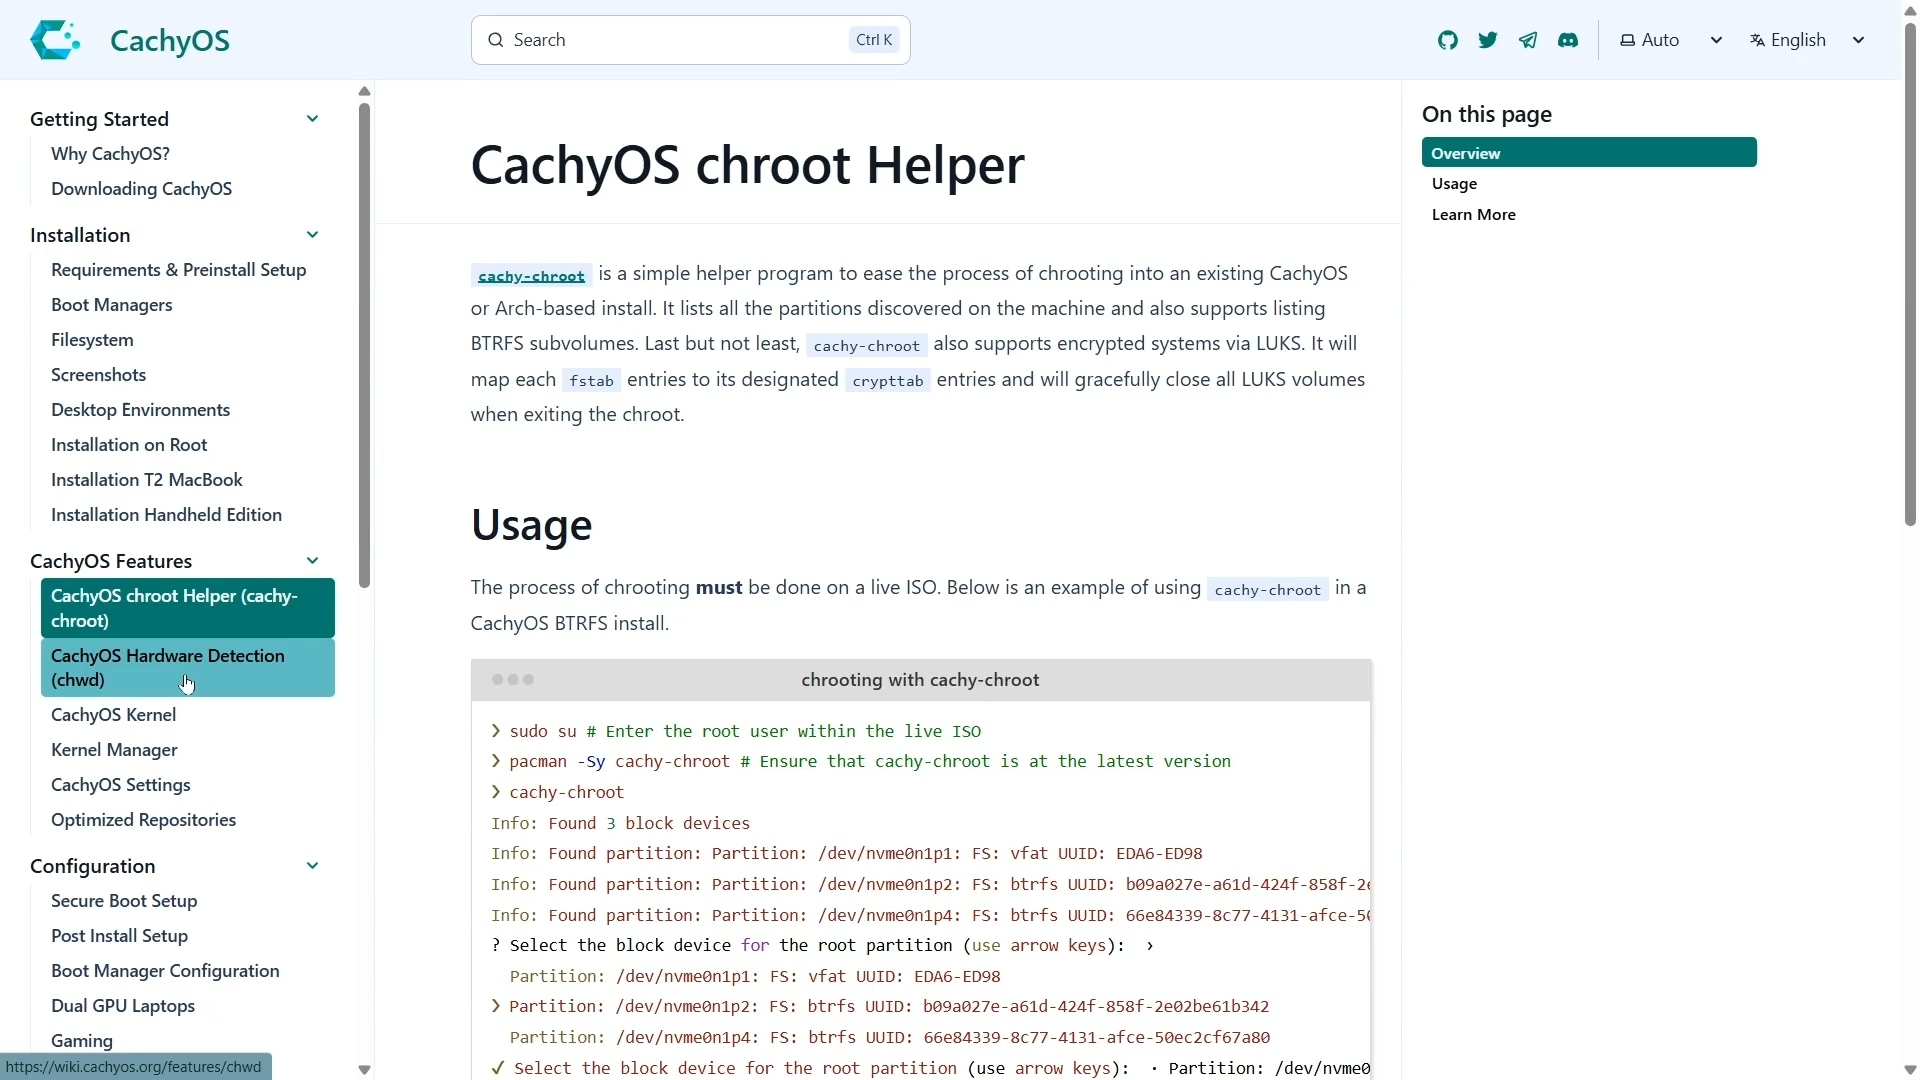 CachyOS
Search
Ctrl K
Auto
English
Getting Started
Why CachyOS?
Downloading CachyOS
Installation
Requirements & Preinstall Setup
Boot Managers
Filesystem
Screenshots
Desktop Environments
Installation on Root
Installation T2 MacBook
Installation Handheld Edition
CachyOS Features
CachyOS chroot Helper (cachy-
chroot)
CachyOS Hardware Detection
(chwd)
CachyOS Kernel
Kernel Manager
CachyOS Settings
Optimized Repositories
Configuration
Secure Boot Setup
Post Install Setup
Boot Manager Configuration
Dual GPU Laptops
Gaming
https://wiki.cachyos.org/features/chwd
CachyOS chroot Helper
cachy-chroot is a simple helper program to ease the process of chrooting into an existing CachyOS
or Arch-based install. It lists all the partitions discovered on the machine and also supports listing
BTRFS subvolumes. Last but not least, cachy-chroot also supports encrypted systems via LUKS. It will
map each fstab entries to its designated crypttab entries and will gracefully close all LUKS volumes
when exiting the chroot.
Usage
The process of chrooting must be done on a live ISO. Below is an example of using cachy-chroot in a
CachyOS BTRFS install.
chrooting with cachy-chroot
❯ sudo su # Enter the root user within the live ISO
❯ pacman -Sy cachy-chroot # Ensure that cachy-chroot is at the latest version
❯ cachy-chroot
Info: Found 3 block devices
Info: Found partition: Partition: /dev/nvme0n1p1: FS: vfat UUID: EDA6-ED98
Info: Found partition: Partition: /dev/nvme0n1p2: FS: btrfs UUID: b09a027e-a61d-424f-858f-2e
Info: Found partition: Partition: /dev/nvme0n1p4: FS: btrfs UUID: 66e84339-8c77-4131-afce-50
? Select the block device for the root partition (use arrow keys): ›
Partition: /dev/nvme0n1p1: FS: vfat UUID: EDA6-ED98
❯ Partition: /dev/nvme0n1p2: FS: btrfs UUID: b09a027e-a61d-424f-858f-2e02be61b342
Partition: /dev/nvme0n1p4: FS: btrfs UUID: 66e84339-8c77-4131-afce-50ec2cf67a80
✓ Select the block device for the root partition (use arrow keys): · Partition: /dev/nvme0
On this page
Overview
Usage
Learn More